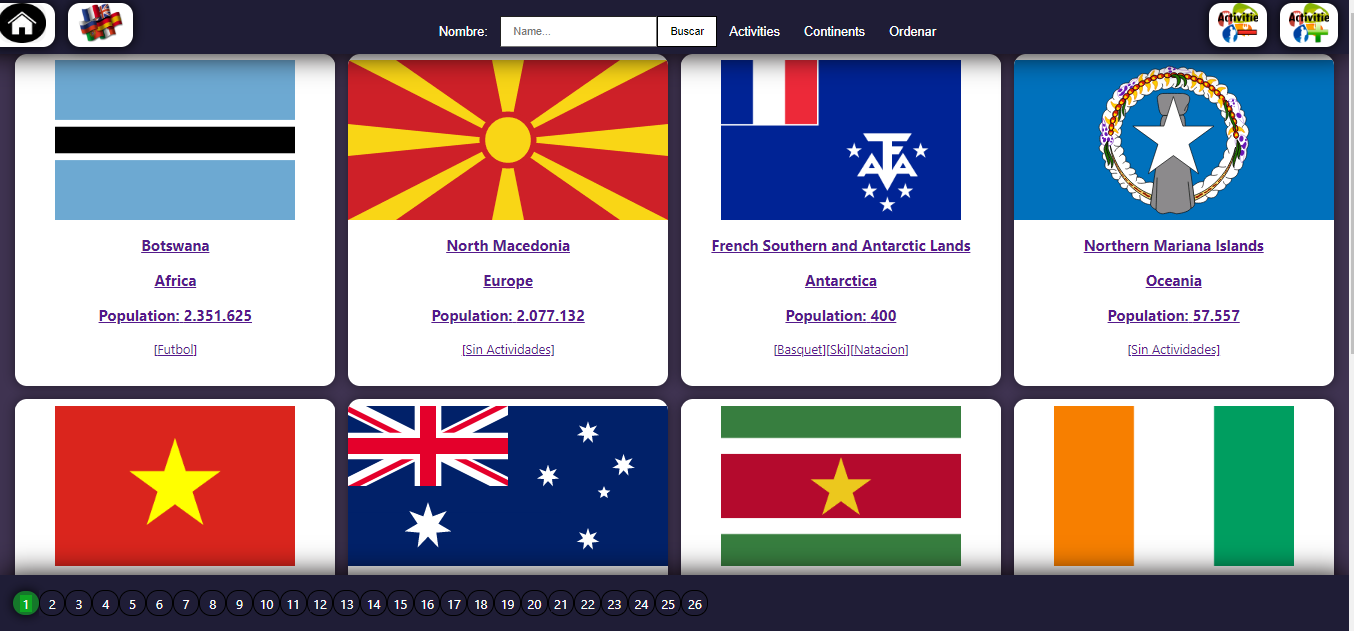 Nombre: Name... Buscar Activities Continents Ordenar Activitie Activitie
TFAA
Botswana
Africa
Population: 2.351.625
[Futbol]
North Macedonia
Europe
Population: 2.077.132
[Sin Actividades]
French Southern and Antarctic Lands
Antarctica
Population: 400
[Basquet][Ski][Natacion]
Northern Mariana Islands
Oceania
Population: 57.557
[Sin Actividades]
1 2 3 4 5 6 7 8 9 10 11 12 13 14 15 16 17 18 19 20 21 22 23 24 25 26